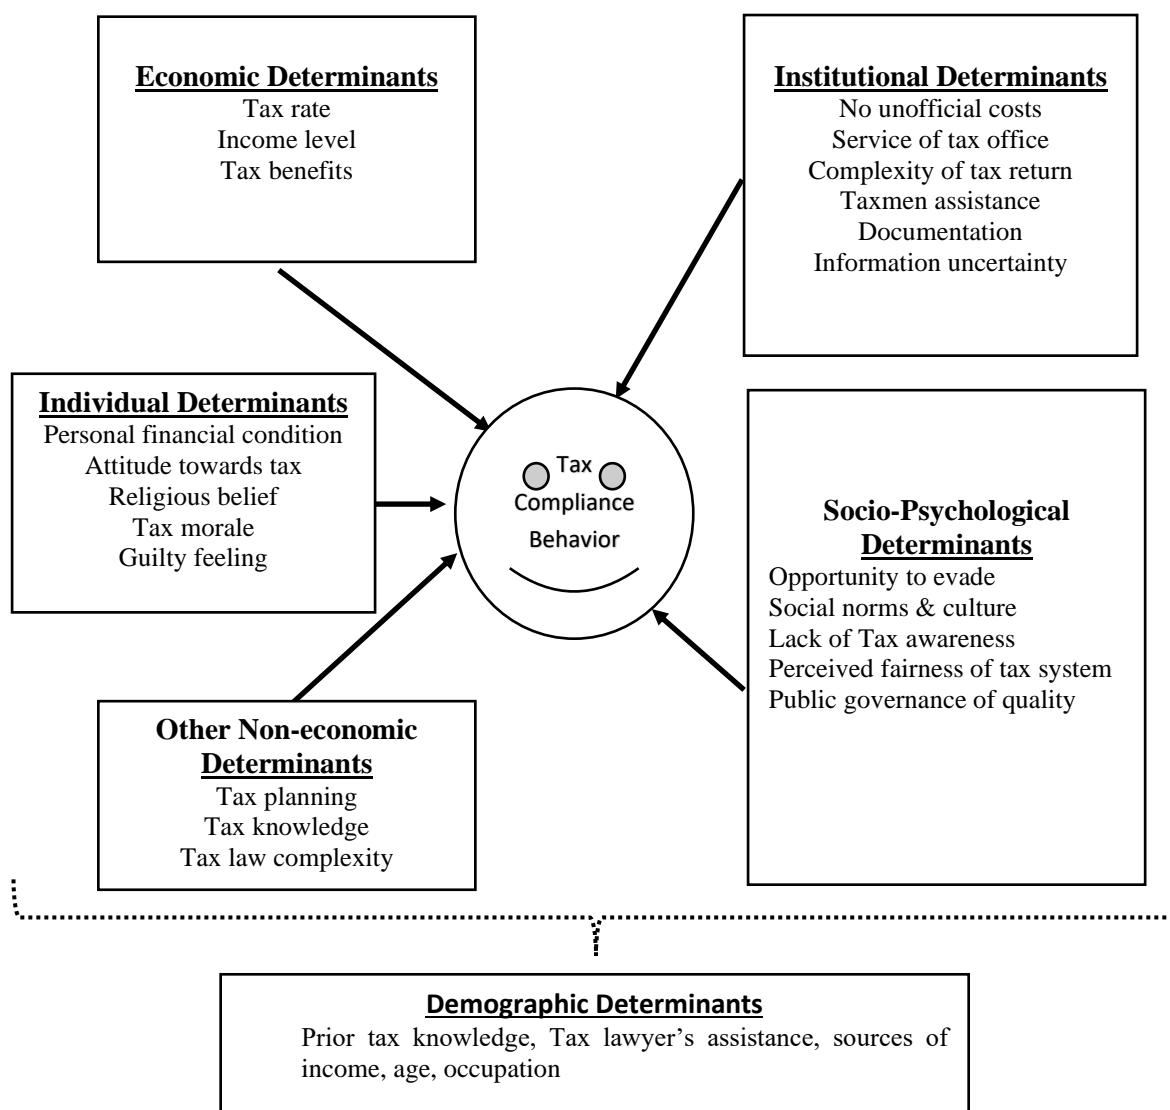 Economic Determinants
Tax rate
Income level
Tax benefits
Institutional Determinants
No unofficial costs
Service of tax office
Complexity of tax return
Taxmen assistance
Documentation
Information uncertainty
Individual Determinants
Personal financial condition
Attitude towards tax
Religious belief
Tax morale
Guilty feeling
Tax
Compliance
Behavior
Socio-Psychological
Determinants
Opportunity to evade
Social norms & culture
Lack of Tax awareness
Perceived fairness of tax system
Public governance of quality
Other Non-economic
Determinants
Tax planning
Tax knowledge
Tax law complexity
Demographic Determinants
Prior tax knowledge, Tax lawyer’s assistance, sources of
income, age, occupation